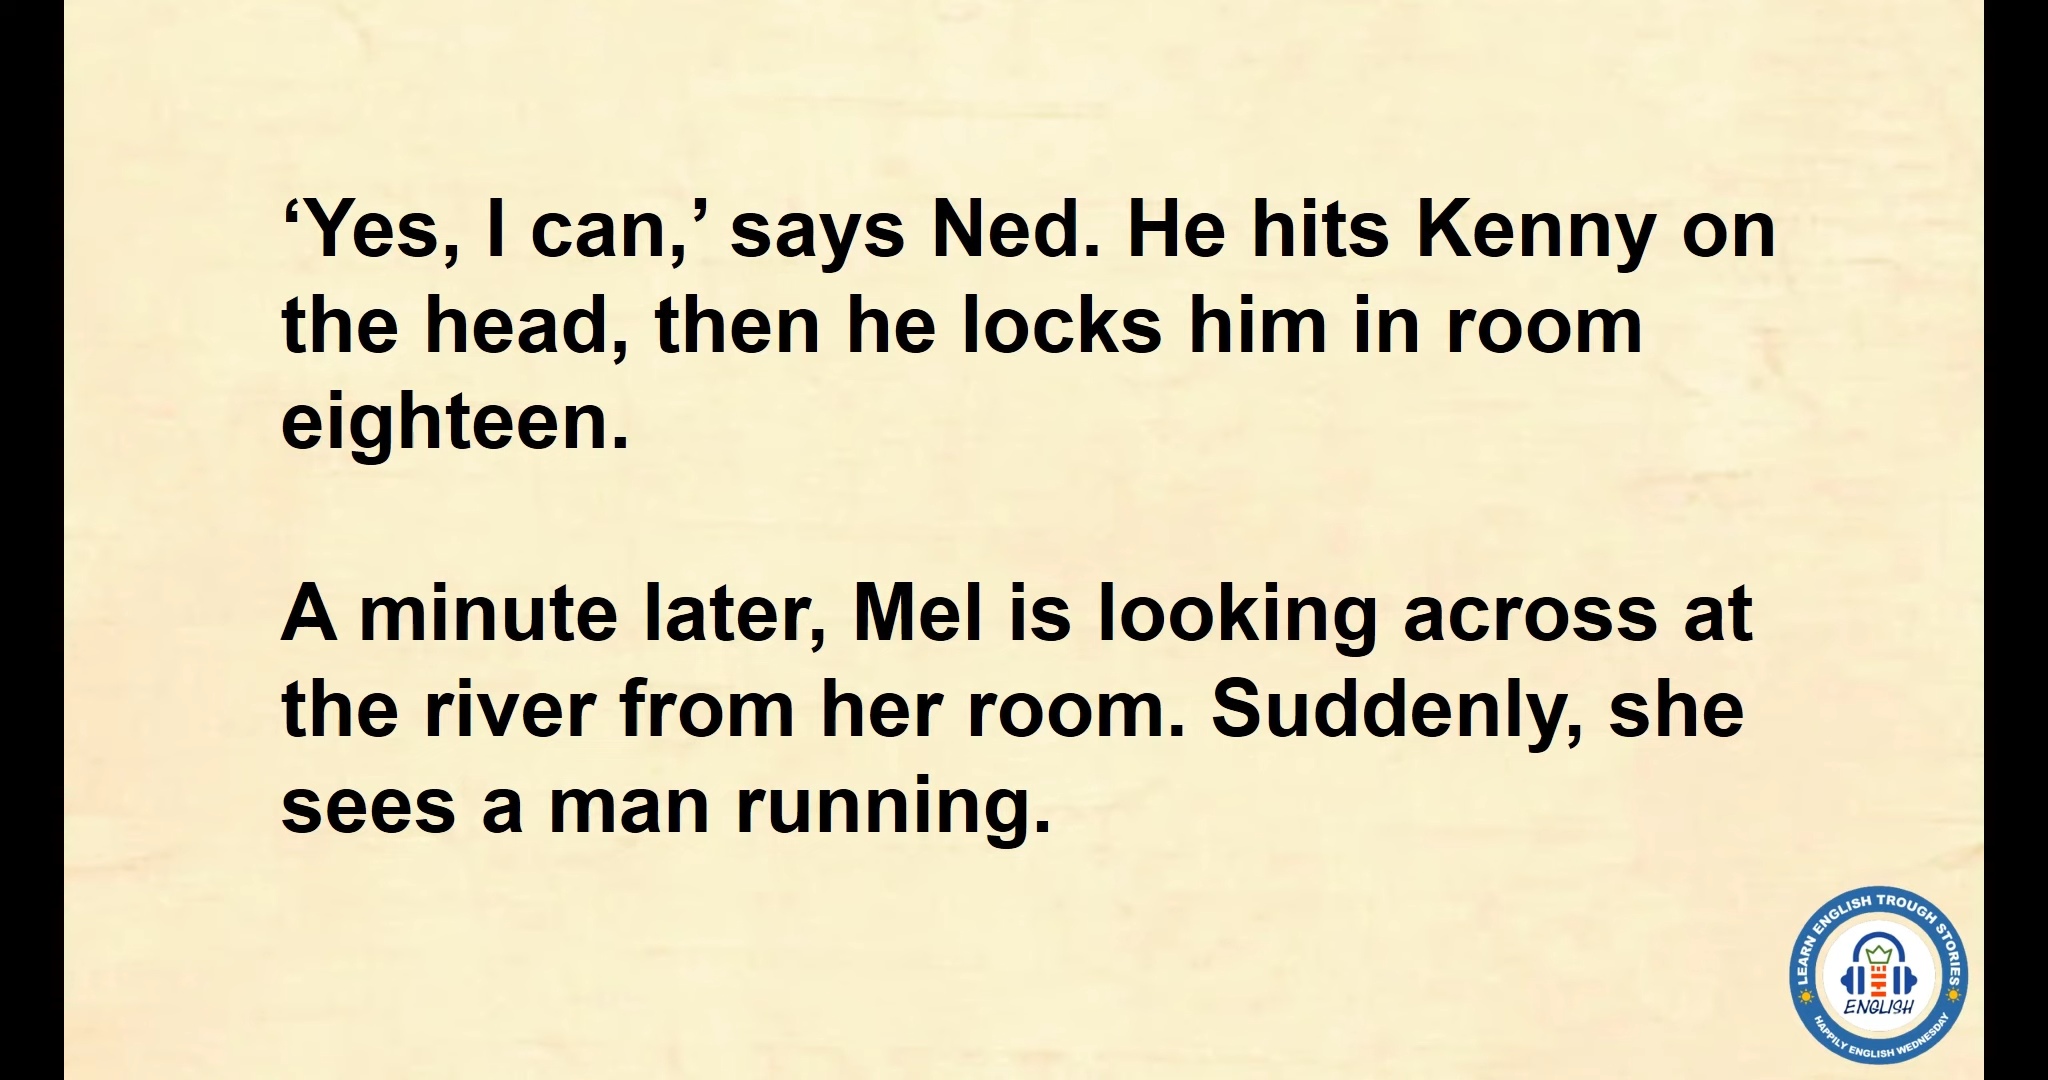 ‘Yes, I can,’ says Ned. He hits Kenny on
the head, then he locks him in room
eighteen.
A minute later, Mel is looking across at
the river from her room. Suddenly, she
sees a man running.
LEARN ENGLISH TROUGH STORIES
ENGLISH
HAPPILY ENGLISH WEDNESDAY